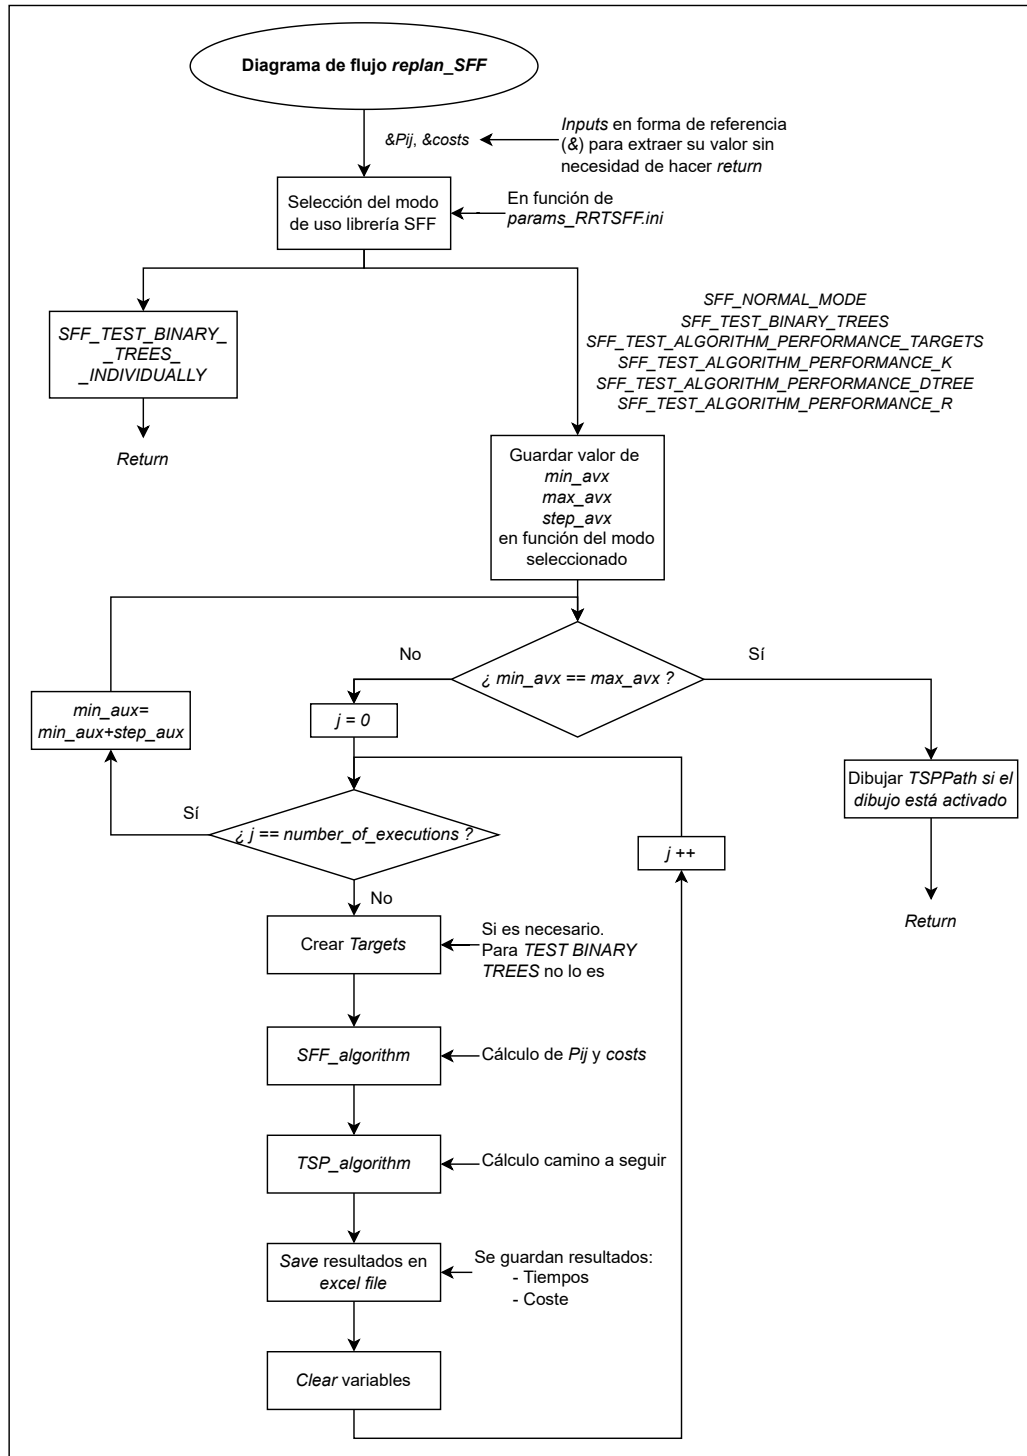 Diagrama de flujo replan_SFF
&Pij, &costs
Inputs en forma de referencia
(&) para extraer su valor sin
necesidad de hacer return
Selección del modo
de uso librería SFF
En función de
params_RRTSFF.ini
SFF_TEST_BINARY_
_TREES_
_INDIVIDUALLY
Return
SFF_NORMAL_MODE
SFF_TEST_BINARY_TREES
SFF_TEST_ALGORITHM_PERFORMANCE_TARGETS
SFF_TEST_ALGORITHM_PERFORMANCE_K
SFF_TEST_ALGORITHM_PERFORMANCE_DTREE
SFF_TEST_ALGORITHM_PERFORMANCE_R
Guardar valor de
min_avx
max_avx
step_avx
en función del modo
seleccionado
¿ min_avx == max_avx ?
No
Sí
min_aux=
min_aux+step_aux
j = 0
Dibujar TSPPath si el
dibujo está activado
Return
Sí
¿ j == number_of_executions ?
j ++
No
Crear Targets
Si es necesario.
Para TEST BINARY
TREES no lo es
SFF_algorithm
Cálculo de Pij y costs
TSP_algorithm
Cálculo camino a seguir
Save resultados en
excel file
Se guardan resultados:
- Tiempos
- Coste
Clear variables